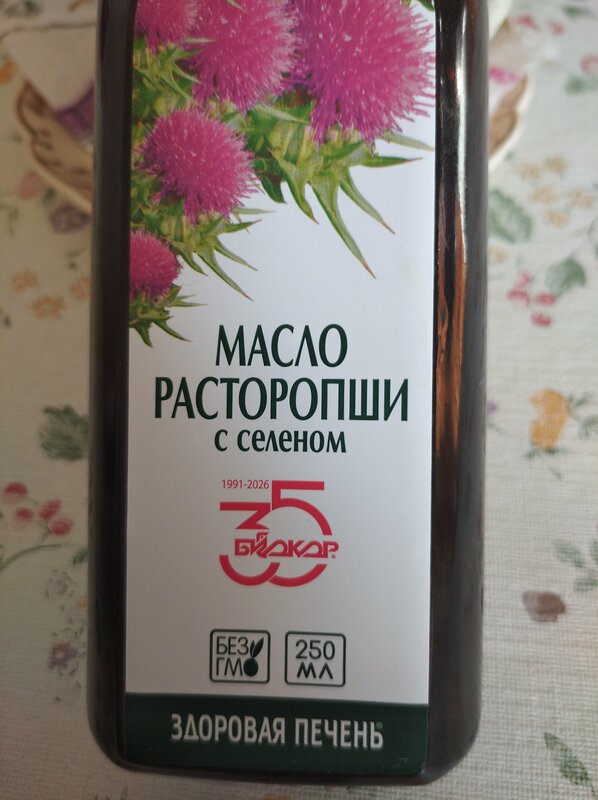 МАСЛО
РАСТОРОПШИ
с селеном
1991-2026
35
БИОКОР®
БЕЗ
ГМО
250
МЛ
ЗДОРОВАЯ ПЕЧЕНЬ®